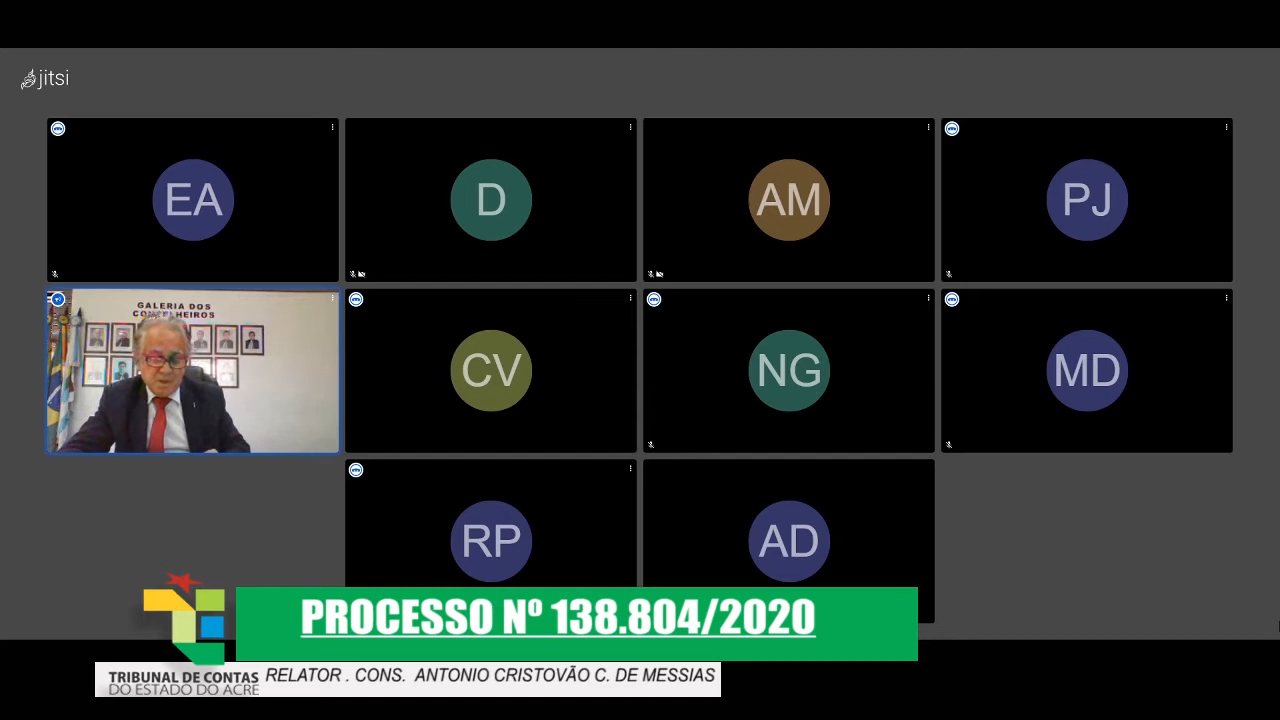 jitsi
EA
D
AM
PJ
GALERIA DOS
CONSELHEIROS
CV
NG
MD
RP
AD
PROCESSO Nº 138.804/2020
TRIBUNAL DE CONTAS
DO ESTADO DO ACRE
RELATOR . CONS. ANTONIO CRISTOVÃO C. DE MESSIAS